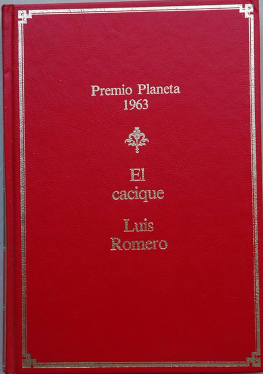 Premio Planeta
1963
El
cacique
Luis
Romero